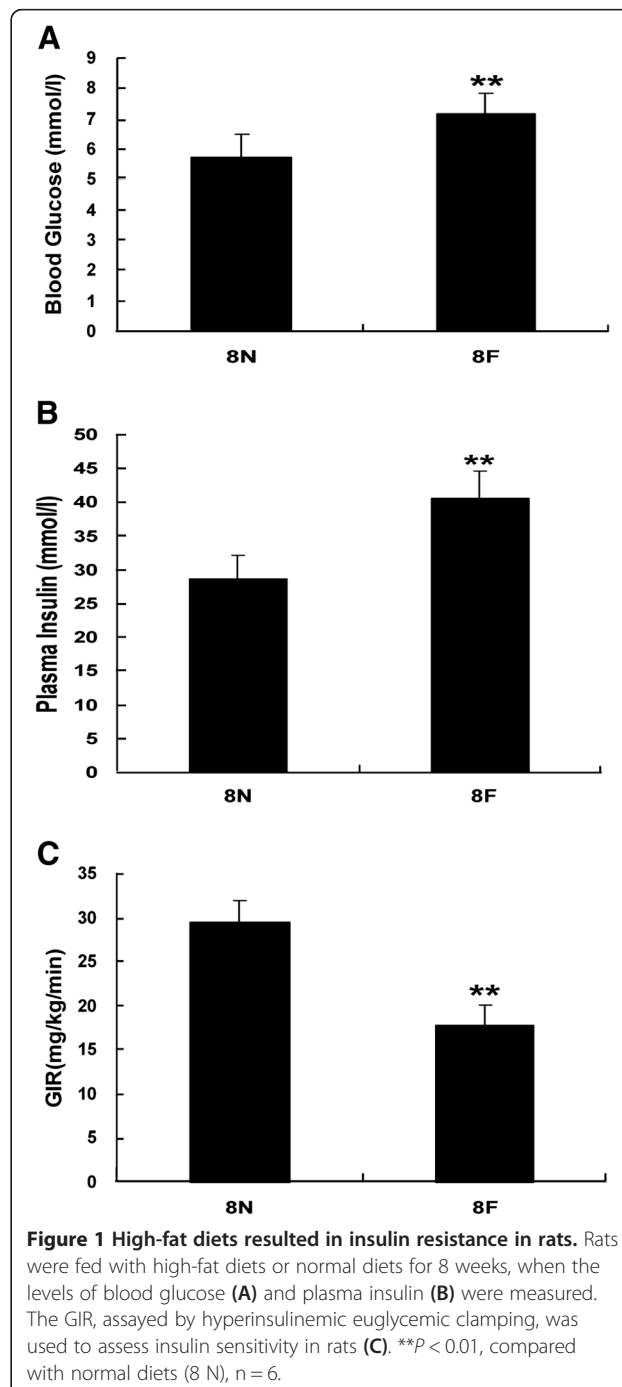 A
Blood Glucose (mmol/l)
9
8
7
6
5
4
3
2
1
0
**
8N 8F
B
Plasma Insulin (mmol/l)
50
45
40
35
30
25
20
15
10
5
0
**
8N 8F
C
GIR(mg/kg/min)
35
30
25
20
15
10
5
0
**
8N 8F
Figure 1 High-fat diets resulted in insulin resistance in rats. Rats
were fed with high-fat diets or normal diets for 8 weeks, when the
levels of blood glucose (A) and plasma insulin (B) were measured.
The GIR, assayed by hyperinsulinemic euglycemic clamping, was
used to assess insulin sensitivity in rats (C). **P < 0.01, compared
with normal diets (8 N), n = 6.